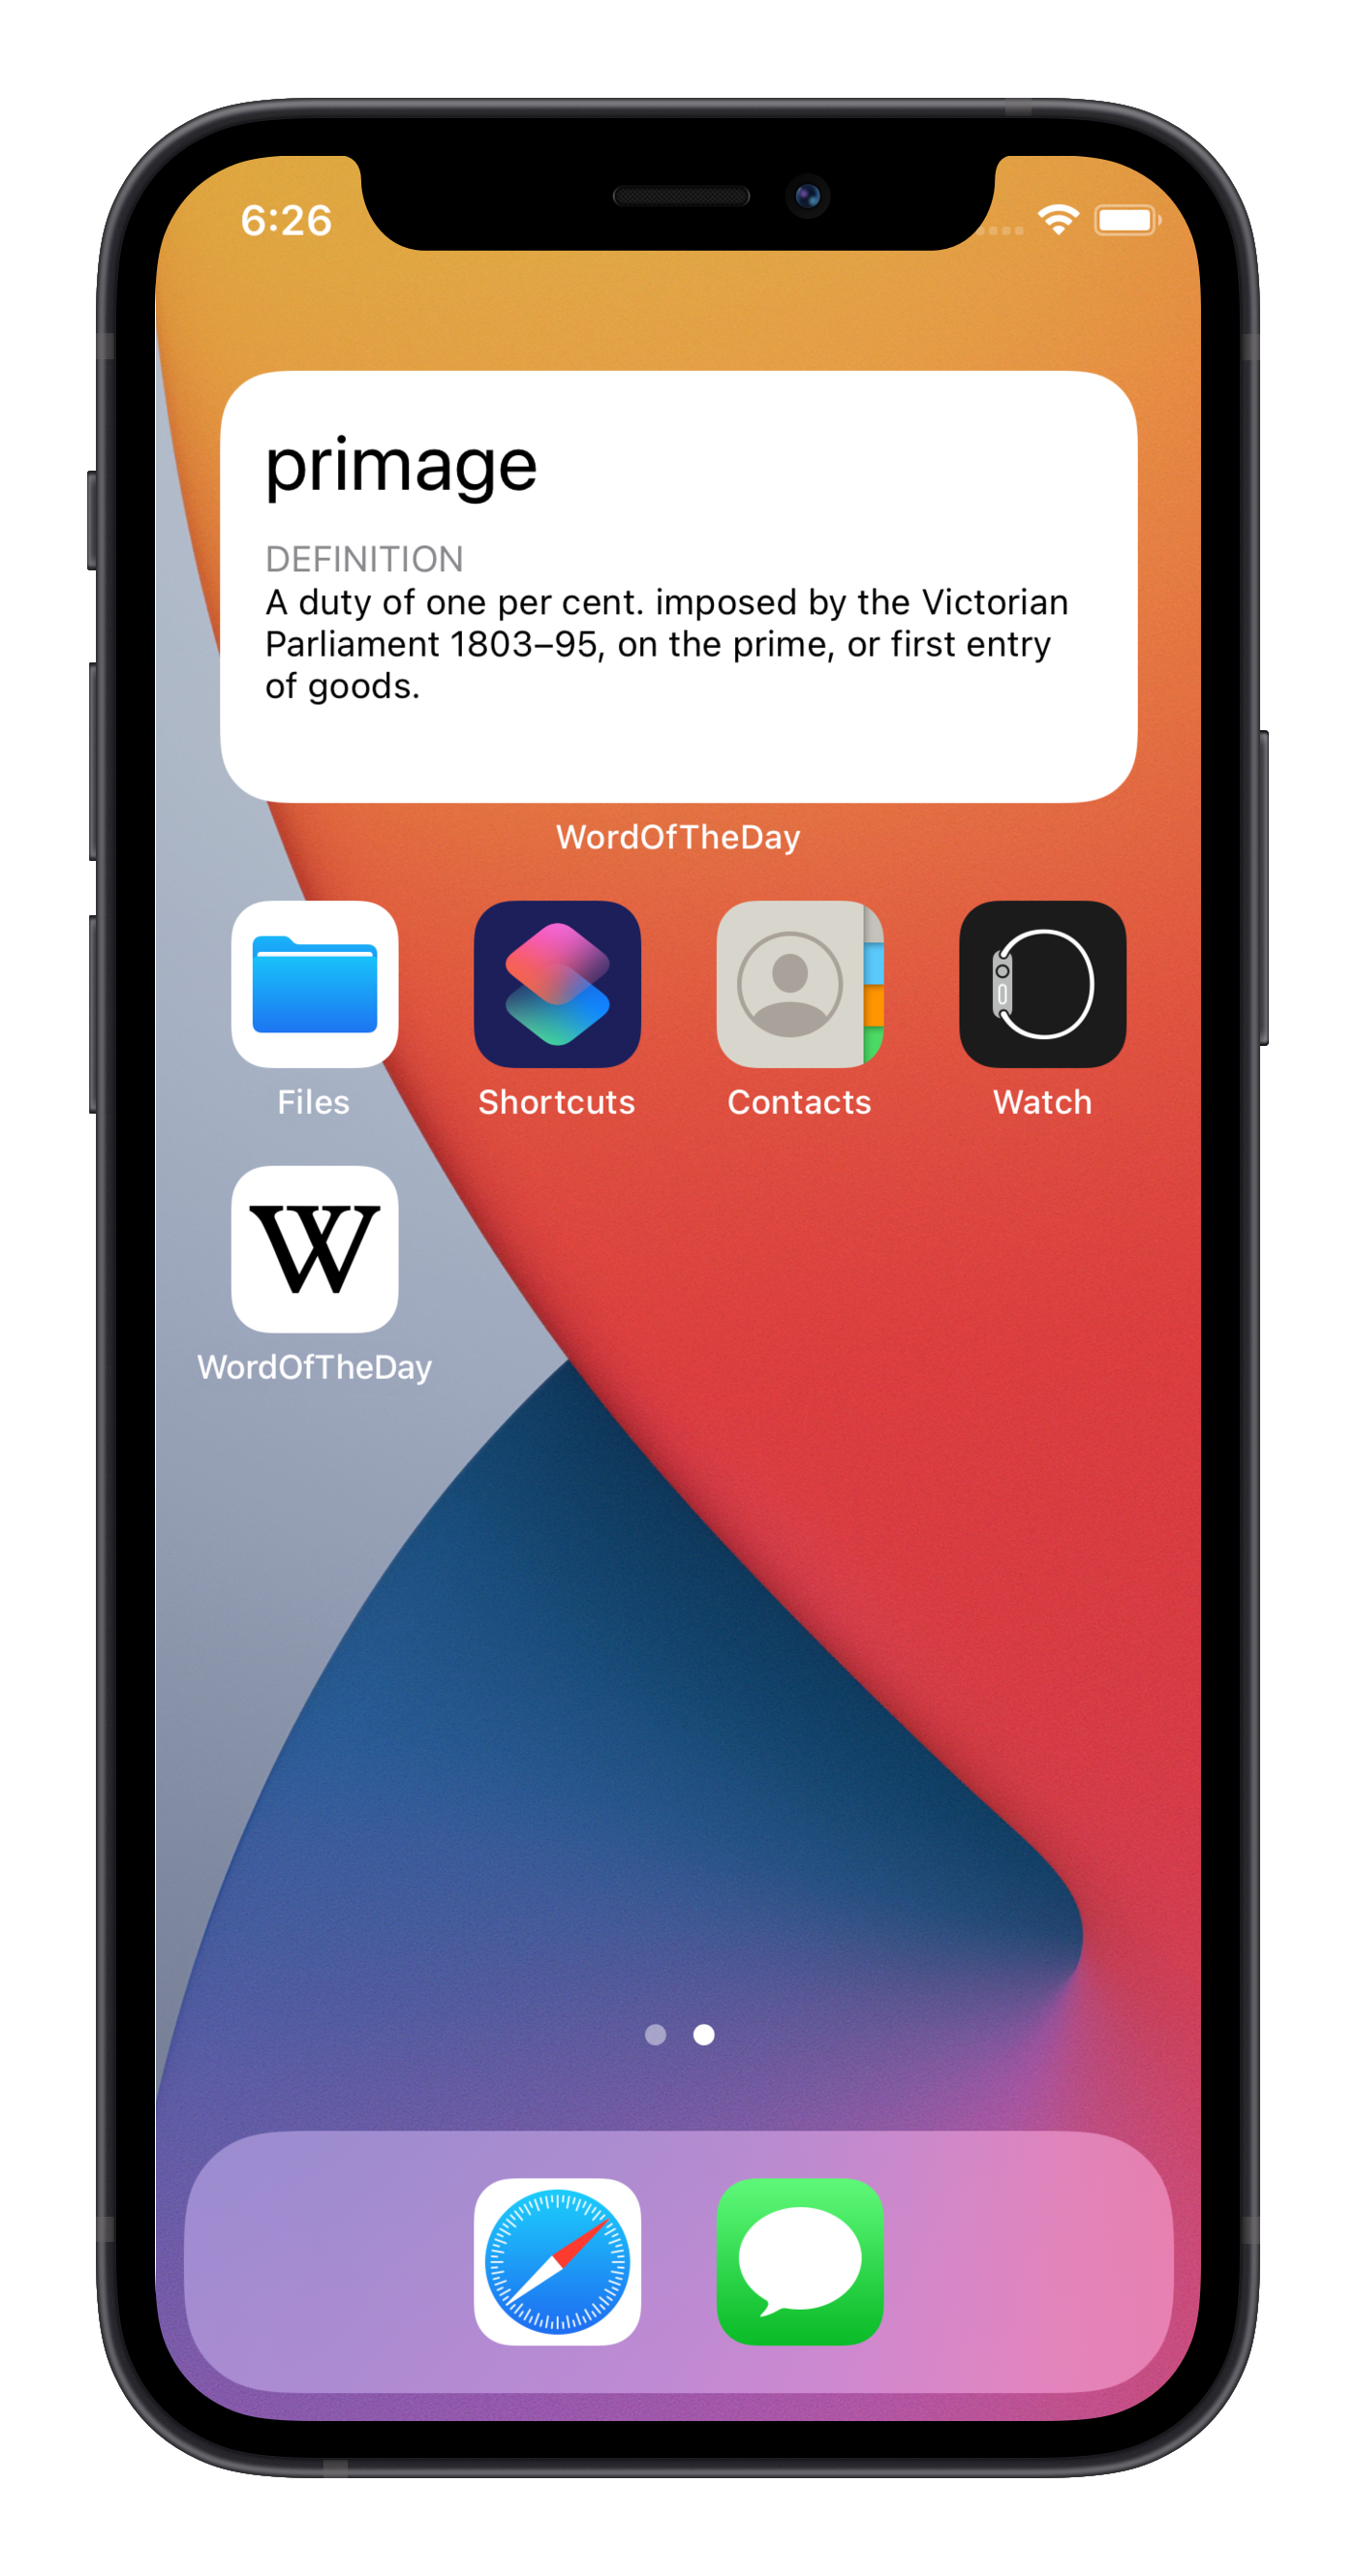 6:26
primage
DEFINITION
A duty of one per cent. imposed by the Victorian
Parliament 1803–95, on the prime, or first entry
of goods.
WordOfTheDay
Files
Shortcuts
Contacts
Watch
W
WordOfTheDay